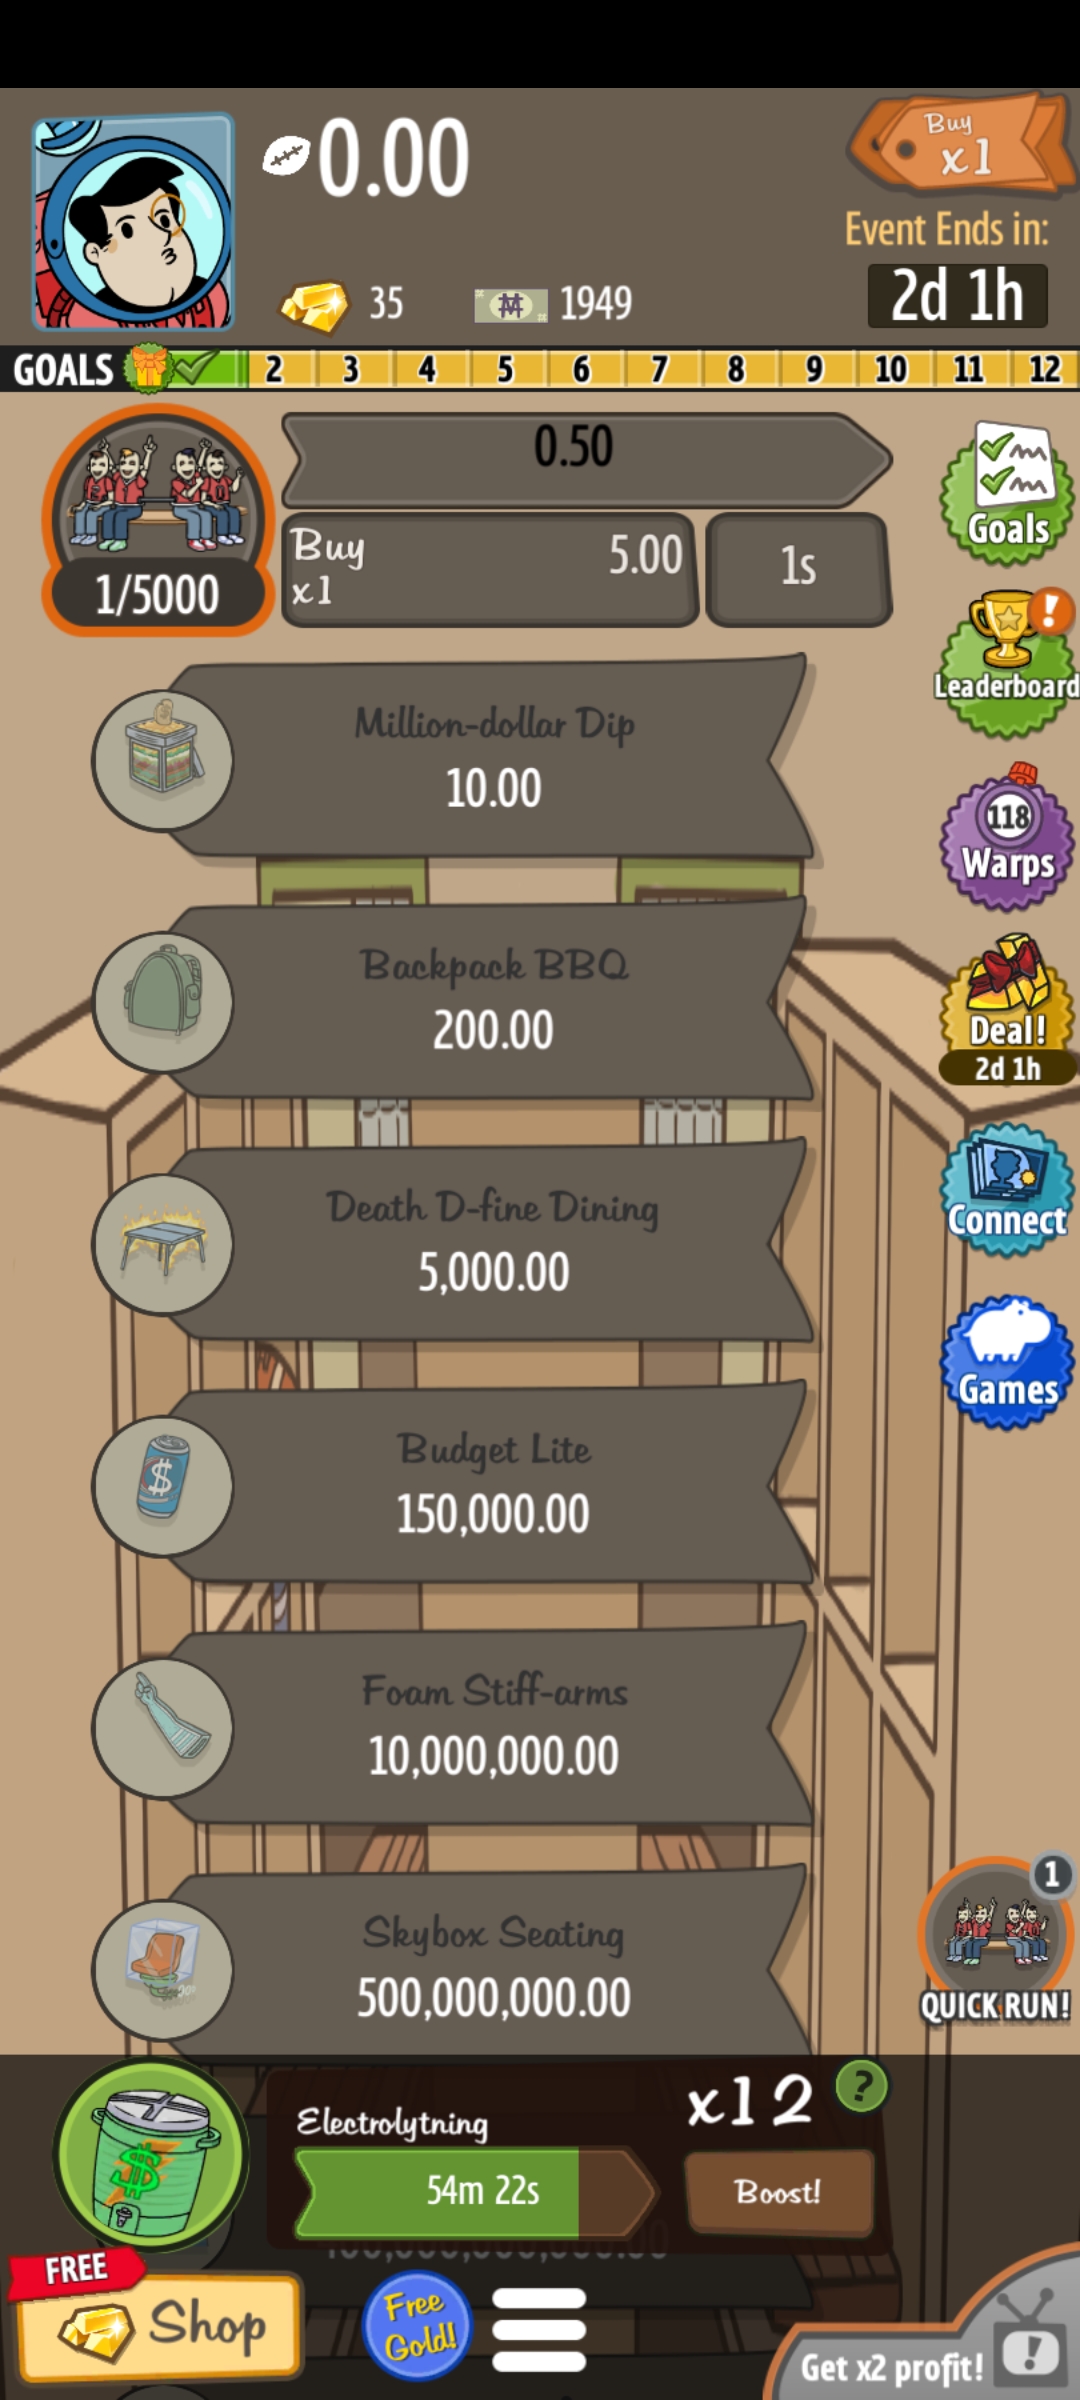 0.00
Buy
x1
Event Ends in:
35
1949
2d 1h
GOALS
2
3
4
5
6
7
8
9
10
11
12
0.50
1/5000
Buy
x1
5.00
1s
Goals
Leaderboard
Million-dollar Dip
10.00
118
Warps
Backpack BBQ
200.00
Deal!
2d 1h
Death D-fine Dining
5,000.00
Connect
Budget Lite
150,000.00
Games
Foam Stiff-arms
10,000,000.00
Skybox Seating
500,000,000.00
1
QUICK RUN!
Electrolytning
54m 22s
x12
?
Boost!
FREE
Shop
Free
Gold!
Get x2 profit!